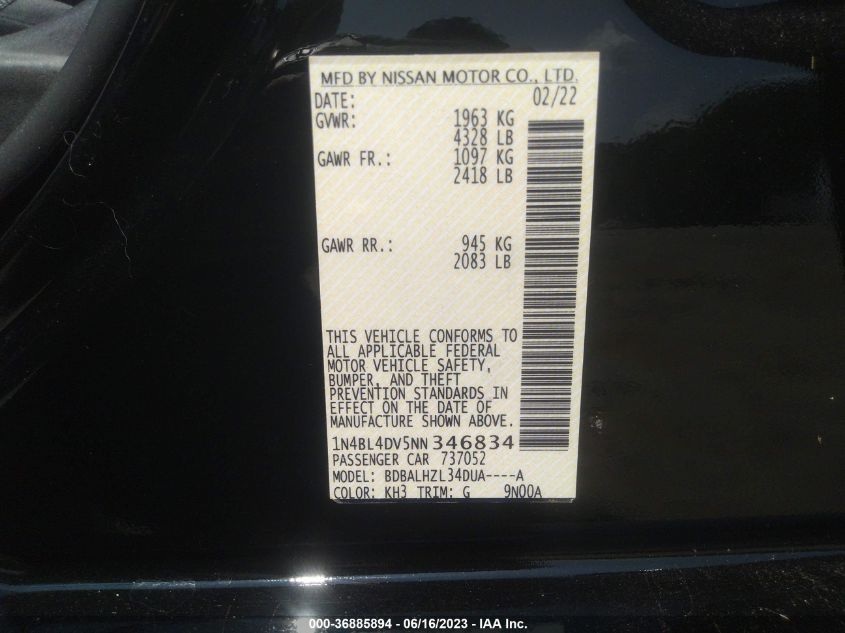 MFD BY NISSAN MOTOR CO., LTD.
DATE: 02/22
GVWR: 1963 KG
4328 LB
GAWR FR.: 1097 KG
2418 LB
GAWR RR.: 945 KG
2083 LB
THIS VEHICLE CONFORMS TO
ALL APPLICABLE FEDERAL
MOTOR VEHICLE SAFETY,
BUMPER, AND THEFT
PREVENTION STANDARDS IN
EFFECT ON THE DATE OF
MANUFACTURE SHOWN ABOVE.
1N4BL4DV5NN346834
PASSENGER CAR 737052
MODEL: BDBALHZL34DUA----A
COLOR: KH3 TRIM: G 9N00A
000-36885894 - 06/16/2023 - IAA Inc.